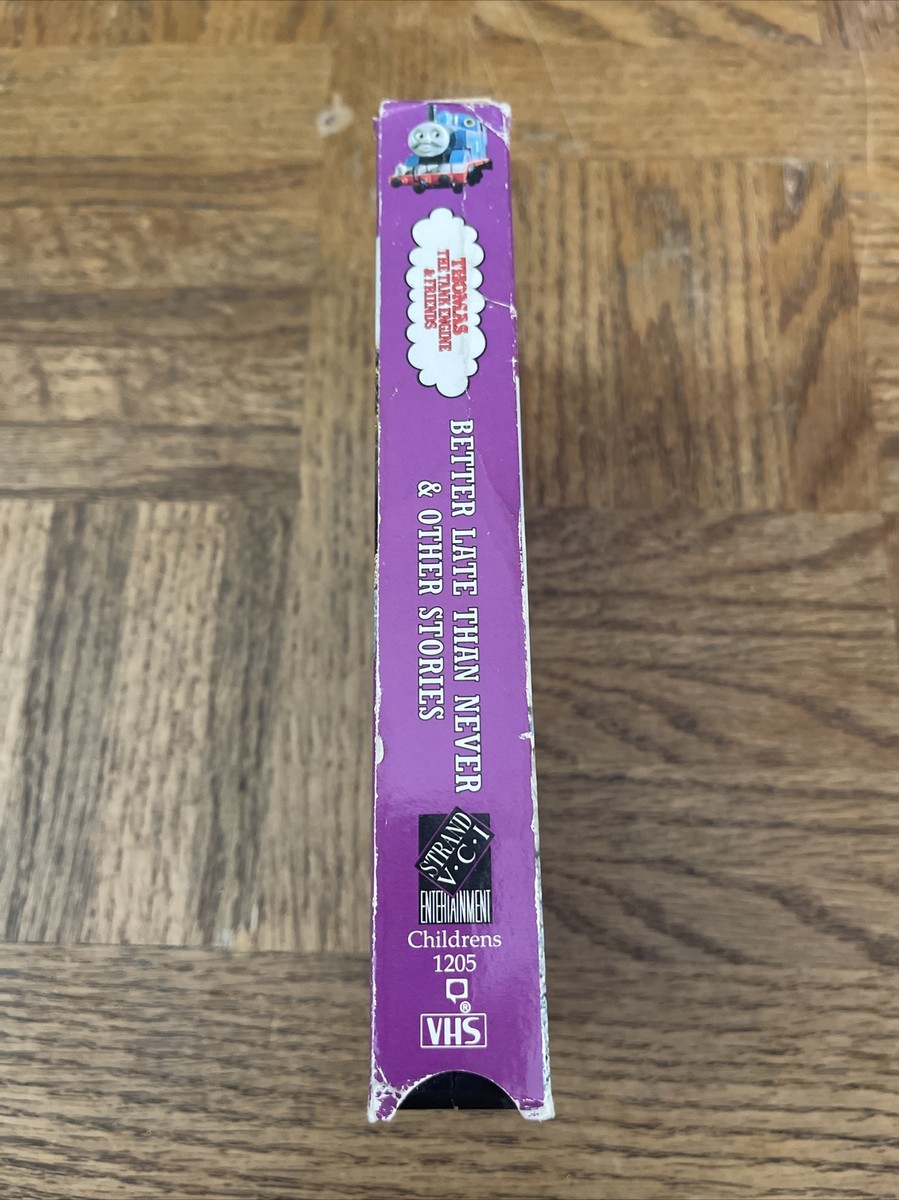 THOMAS
THE TANK ENGINE
& FRIENDS
BETTER LATE THAN NEVER
& OTHER STORIES
STRAND
V·C·I
ENTERTAINMENT
Childrens
1205
®
VHS